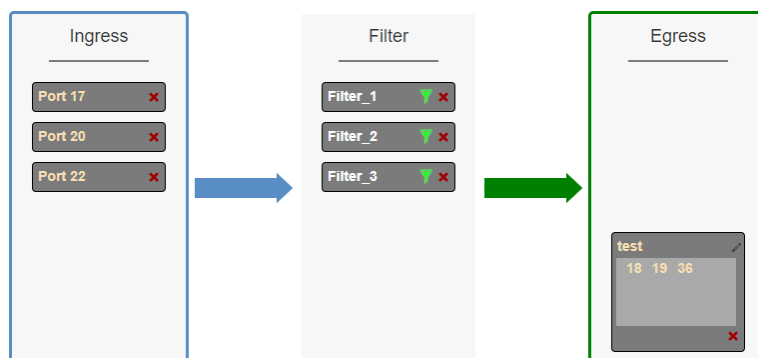 Ingress
Port 17
Port 20
Port 22
Filter
Filter_1
Filter_2
Filter_3
Egress
test
18 19 36